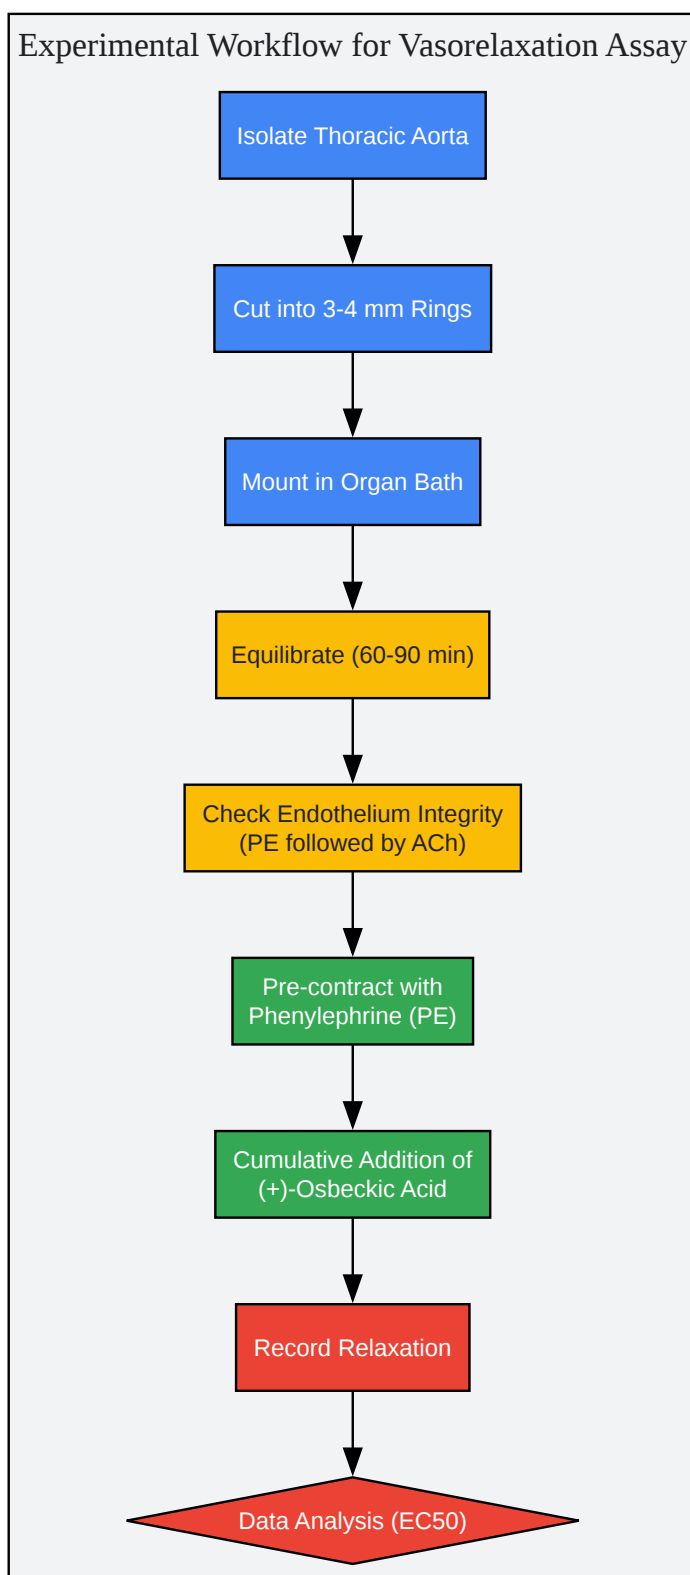 Experimental Workflow for Vasorelaxation Assay
Isolate Thoracic Aorta
Cut into 3-4 mm Rings
Mount in Organ Bath
Equilibrate (60-90 min)
Check Endothelium Integrity
(PE followed by ACh)
Pre-contract with
Phenylephrine (PE)
Cumulative Addition of
(+)-Osbeckic Acid
Record Relaxation
Data Analysis (EC50)